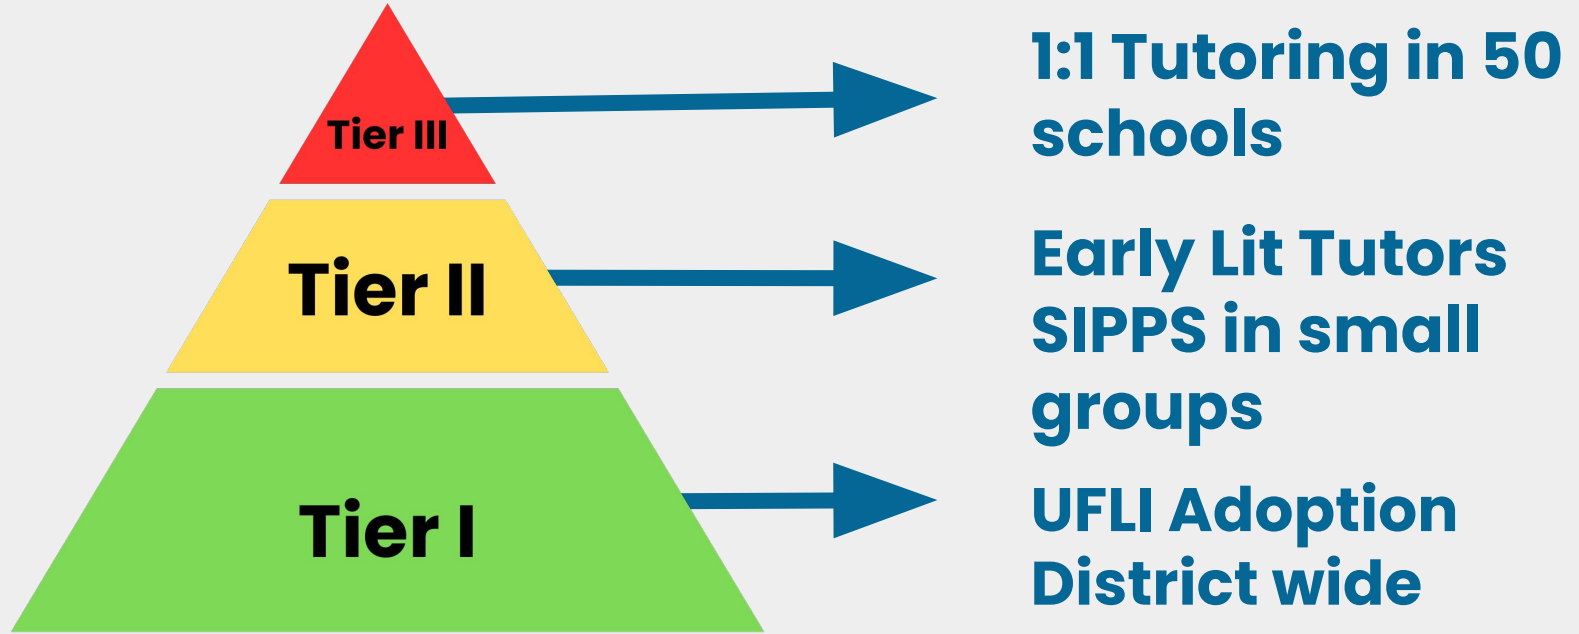 Tier III
1:1 Tutoring in 50
schools
Tier II
Early Lit Tutors
SIPPS in small
groups
Tier I
UFLI Adoption
District wide